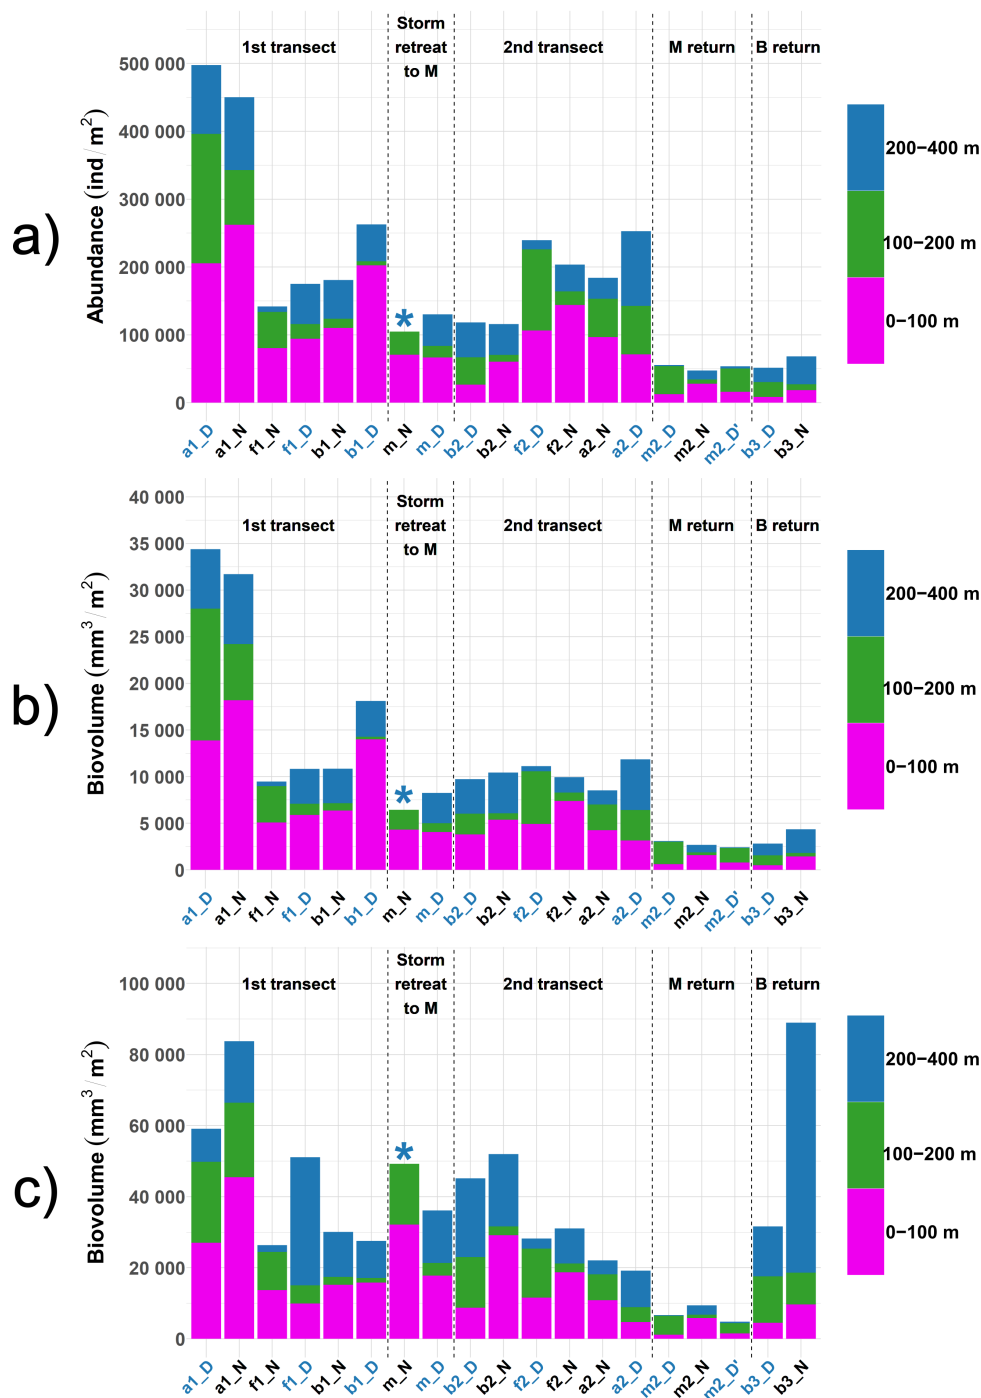 a)
Abundance (ind/m²)
500 000
400 000
300 000
200 000
100 000
0
1st transect
Storm
retreat
to M
2nd transect
M return
B return
*
a1_D a1_N f1_N f1_D b1_N b1_D m_N m_D b2_D b2_N f2_D f2_N a2_N a2_D m2_D m2_N m2_D' b3_D b3_N
200−400 m
100−200 m
0−100 m
b)
Biovolume (mm³/m²)
40 000
35 000
30 000
25 000
20 000
15 000
10 000
5 000
0
1st transect
Storm
retreat
to M
2nd transect
M return
B return
*
a1_D a1_N f1_N f1_D b1_N b1_D m_N m_D b2_D b2_N f2_D f2_N a2_N a2_D m2_D m2_N m2_D' b3_D b3_N
200−400 m
100−200 m
0−100 m
c)
Biovolume (mm³/m²)
100 000
80 000
60 000
40 000
20 000
0
1st transect
Storm
retreat
to M
2nd transect
M return
B return
*
a1_D a1_N f1_N f1_D b1_N b1_D m_N m_D b2_D b2_N f2_D f2_N a2_N a2_D m2_D m2_N m2_D' b3_D b3_N
200−400 m
100−200 m
0−100 m